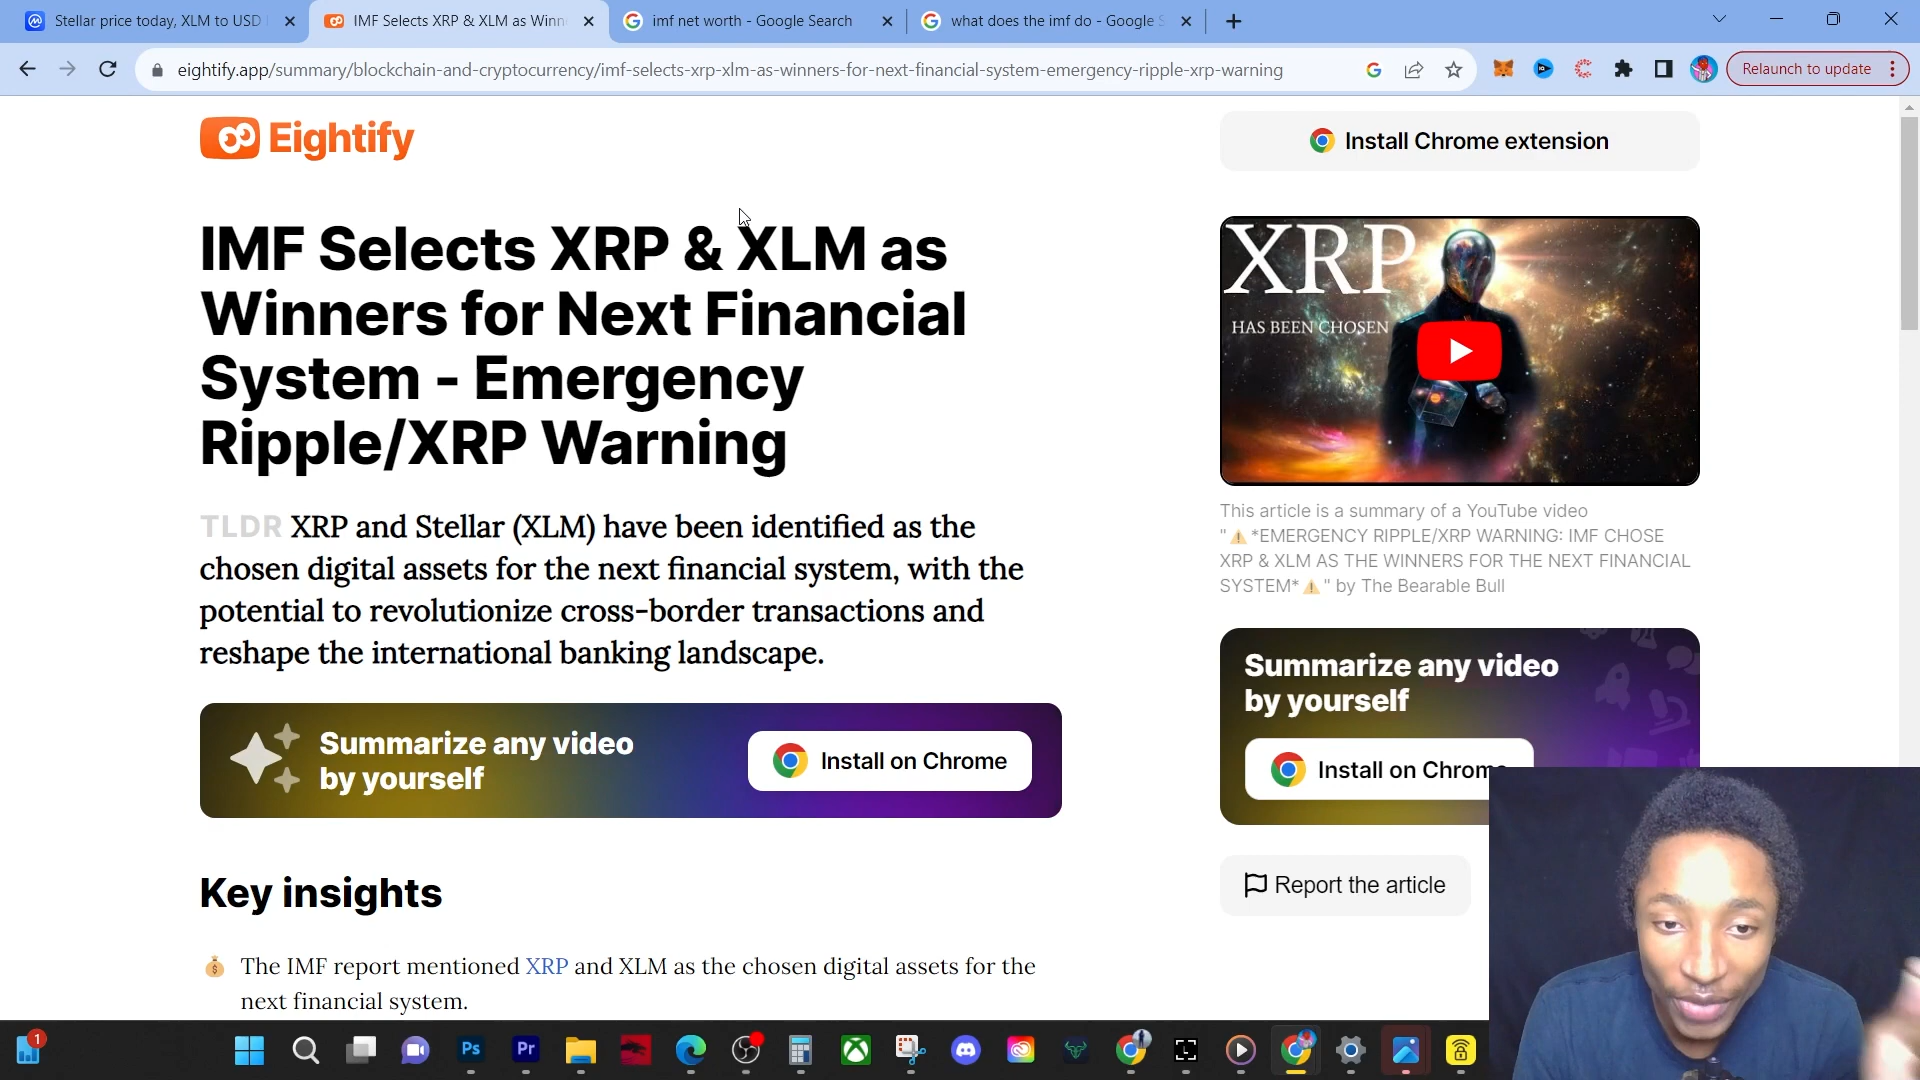 Stellar price today, XLM to USD
IMF Selects XRP & XLM as Winn
imf net worth - Google Search
what does the imf do - Google S
eightify.app/summary/blockchain-and-cryptocurrency/imf-selects-xrp-xlm-as-winners-for-next-financial-system-emergency-ripple-xrp-warning
Relaunch to update
Eightify
Install Chrome extension
IMF Selects XRP & XLM as
Winners for Next Financial
System - Emergency
Ripple/XRP Warning
XRP
HAS BEEN CHOSEN
TLDR XRP and Stellar (XLM) have been identified as the
chosen digital assets for the next financial system, with the
potential to revolutionize cross-border transactions and
reshape the international banking landscape.
This article is a summary of a YouTube video
"⚠️*EMERGENCY RIPPLE/XRP WARNING: IMF CHOSE
XRP & XLM AS THE WINNERS FOR THE NEXT FINANCIAL
SYSTEM*⚠️" by The Bearable Bull
Summarize any video
by yourself
Install on Chrome
Summarize any video
by yourself
Install on Chrome
Report the article
Key insights
The IMF report mentioned XRP and XLM as the chosen digital assets for the
next financial system.
1
Ps
Pr